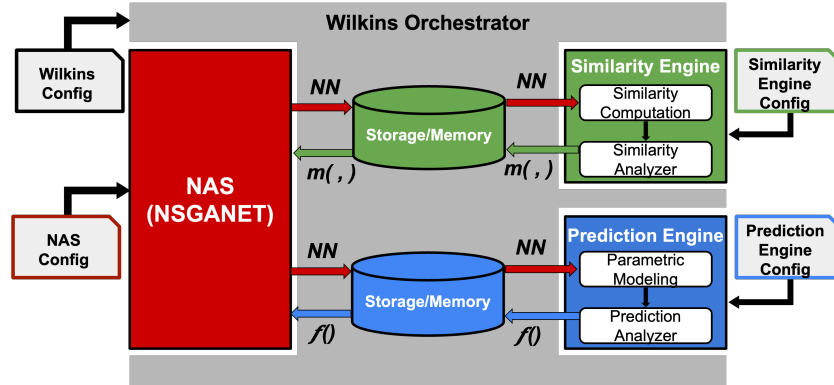 Wilkins Orchestrator
Wilkins
Config
NAS
Config
NAS
(NSGANET)
NN
NN
Storage/Memory
m( , )
m( , )
Similarity Engine
Similarity
Computation
Similarity
Analyzer
Similarity
Engine
Config
NN
NN
Storage/Memory
f()
f()
Prediction Engine
Parametric
Modeling
Prediction
Analyzer
Prediction
Engine
Config